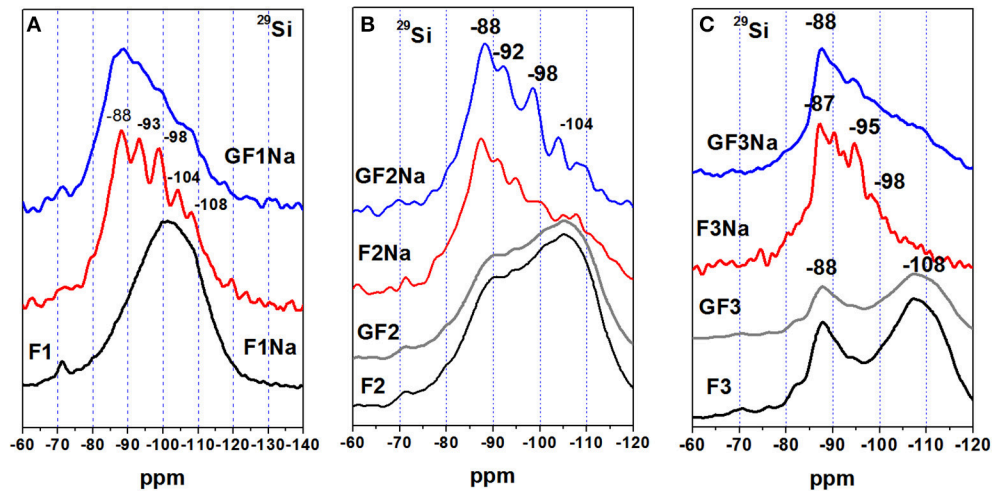 A
²⁹Si
-88
-93
-98
-104
-108
GF1Na
F1Na
F1
-60 -70 -80 -90 -100 -110 -120 -130 -140
ppm
B
²⁹Si
-88
-92
-98
-104
GF2Na
F2Na
GF2
F2
-60 -70 -80 -90 -100 -110 -120
ppm
C
²⁹Si
-88
GF3Na
-87
-95
-98
F3Na
-88
-108
GF3
F3
-60 -70 -80 -90 -100 -110 -120
ppm